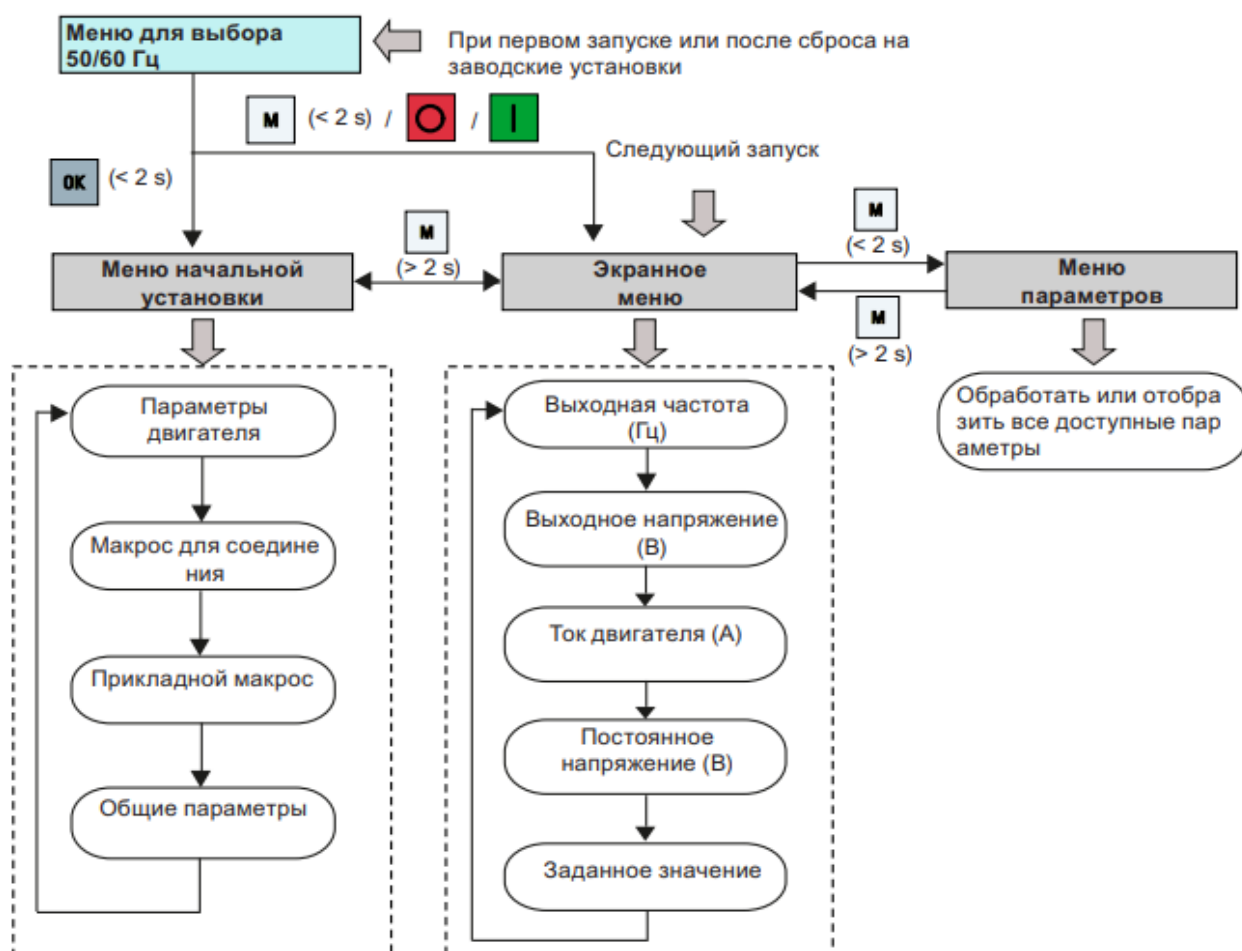 Меню для выбора
50/60 Гц
При первом запуске или после сброса на
заводские установки
M (< 2 s) / /
Следующий запуск
OK (< 2 s)
M
(> 2 s)
M
(< 2 s)
Меню начальной
установки
Экранное
меню
Меню
параметров
M
(> 2 s)
Параметры
двигателя
Макрос для соедине
ния
Прикладной макрос
Общие параметры
Выходная частота
(Гц)
Выходное напряжение
(В)
Ток двигателя (А)
Постоянное
напряжение (В)
Заданное значение
Обработать или отобра
зить все доступные пар
аметры